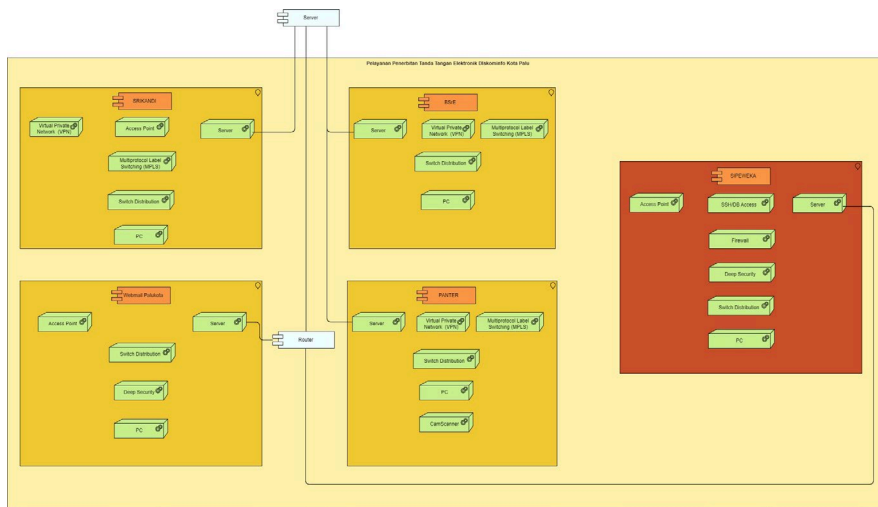 Server
Pelayanan Penerbitan Tanda Tangan Elektronik Diskominfo Kota Palu
SRIKANDI
Virtual Private
Network (VPN)
Access Point
Server
Multiprotocol Label
Switching (MPLS)
Switch Distribution
PC
BSrE
Server
Virtual Private
Network (VPN)
Multiprotocol Label
Switching (MPLS)
Switch Distribution
PC
Access Point
SSH/DB Access
Server
Firewall
Deep Security
Switch Distribution
PC
Webmail Palukota
Access Point
Server
Switch Distribution
Deep Security
PC
Router
PANTER
Server
Virtual Private
Network (VPN)
Multiprotocol Label
Switching (MPLS)
Switch Distribution
PC
CamScanner